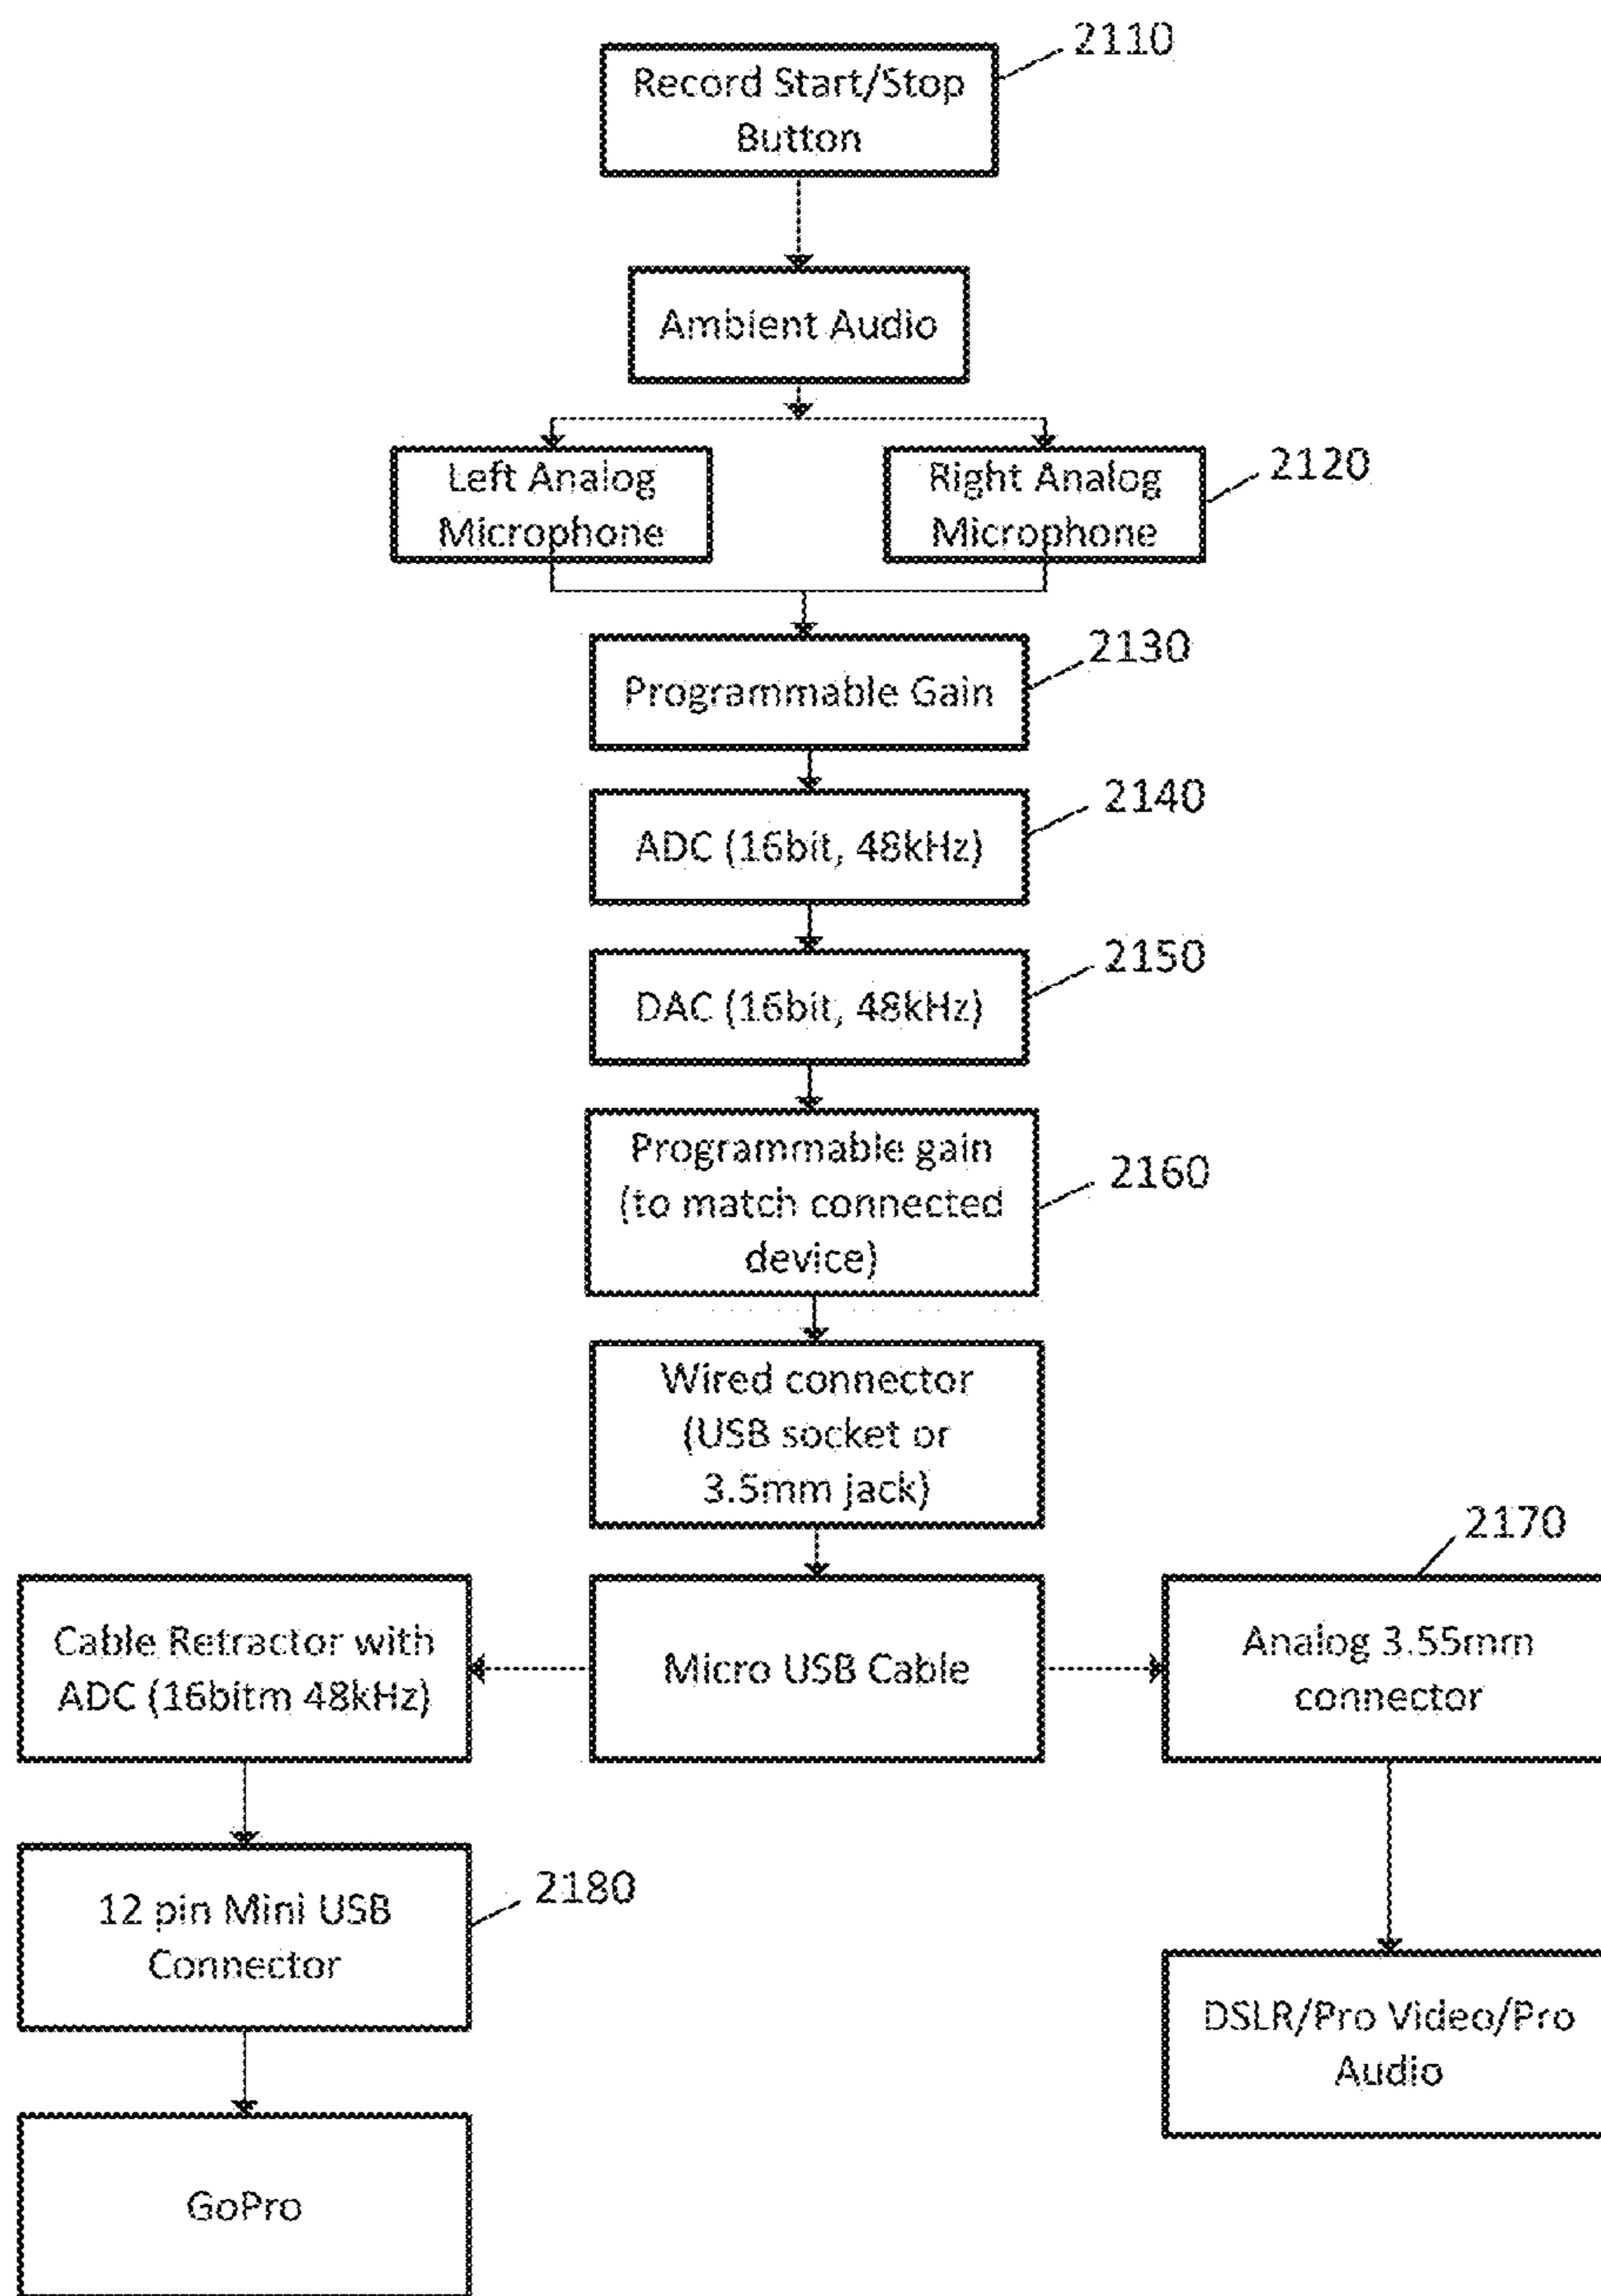 2110
Record Start/Stop
Button
Ambient Audio
Left Analog
Microphone
Right Analog
Microphone
2120
2130
Programmable Gain
2140
ADC (16bit, 48kHz)
2150
DAC (16bit, 48kHz)
Programmable gain
(to match connected
device)
2160
Wired connector
(USB socket or
3.5mm jack)
2170
Cable Retractor with
ADC (16bitm 48kHz)
Micro USB Cable
Analog 3.55mm
connector
12 pin Mini USB
Connector
2180
DSLR/Pro Video/Pro
Audio
GoPro